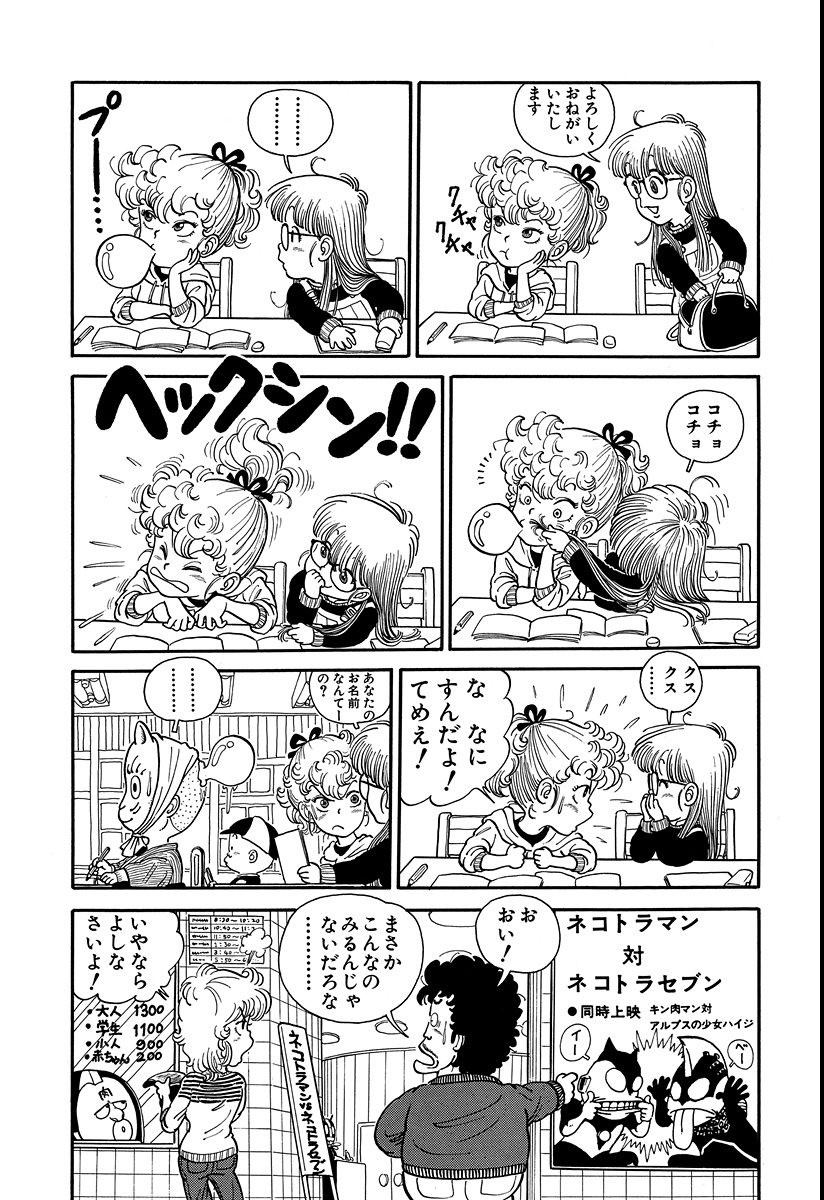 よろしく
おねがい
いたし
ます
クチャ
クチャ
………
………
プー…
コチョ
コチョ
ヘックシン!!
クス
クス
……
な なに
すんだよ!
てめえ!
あなたの
お名前
なんてー
の?
………
………
ネコトラマン
対
ネコトラセブン
●同時上映 キン肉マン対
アルプスの少女ハイジ
イー
べー
お
おい!
まさか
こんなの
みるんじゃ
ないだろな
…………
いやなら
よしな
さいよ!
8:30~10:20
・大人 1300
・学生 1100
・小人 900
・赤ちゃん 200
肉
ネコトラマンvsネコトラセブン